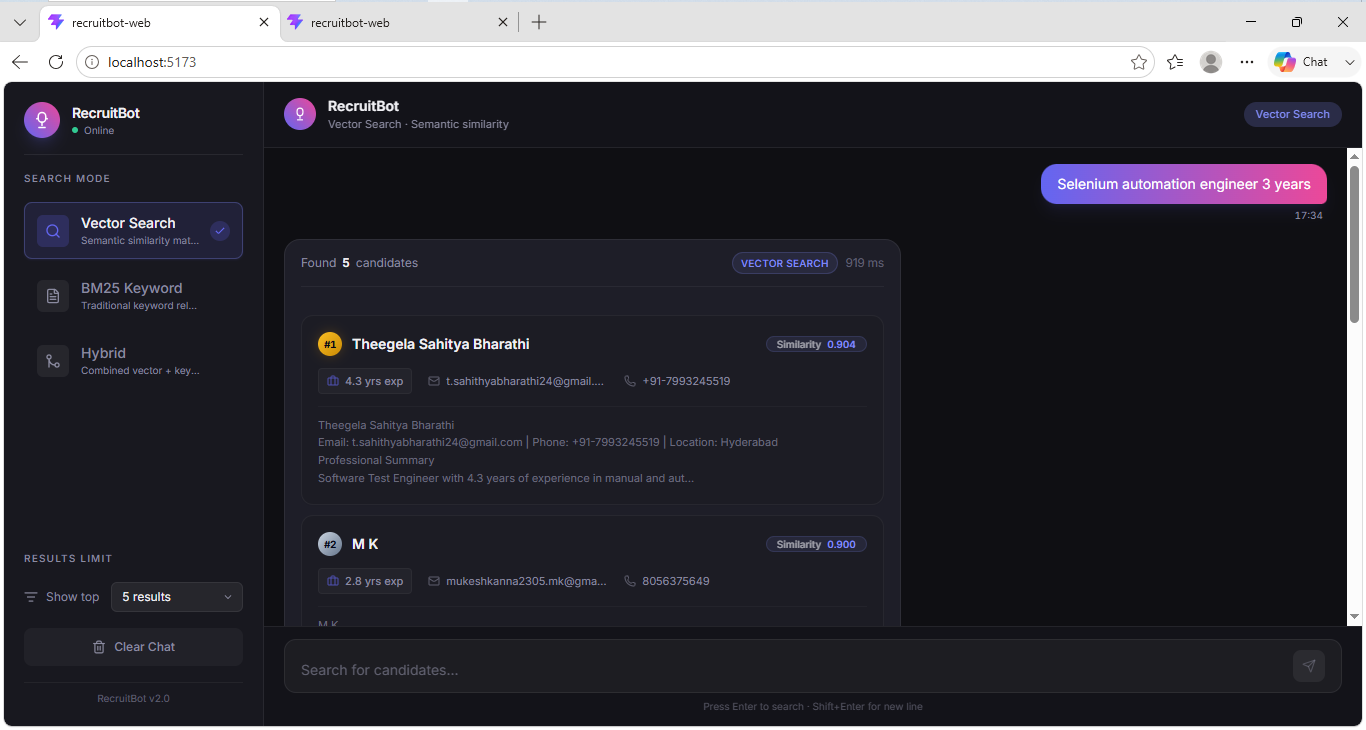 recruitbot-web
recruitbot-web
localhost:5173
Chat
RecruitBot
Online
SEARCH MODE
Vector Search
Semantic similarity mat...
BM25 Keyword
Traditional keyword rel...
Hybrid
Combined vector + key...
RESULTS LIMIT
Show top 5 results
Clear Chat
RecruitBot v2.0
RecruitBot
Vector Search · Semantic similarity
Vector Search
Selenium automation engineer 3 years
17:34
Found 5 candidates VECTOR SEARCH 919 ms
#1 Theegela Sahitya Bharathi Similarity 0.904
4.3 yrs exp t.sahithyabharathi24@gmail.... +91-7993245519
Theegela Sahitya Bharathi
Email: t.sahithyabharathi24@gmail.com | Phone: +91-7993245519 | Location: Hyderabad
Professional Summary
Software Test Engineer with 4.3 years of experience in manual and aut...
#2 M K Similarity 0.900
2.8 yrs exp mukeshkanna2305.mk@gma... 8056375649
M K
Search for candidates...
Press Enter to search · Shift+Enter for new line